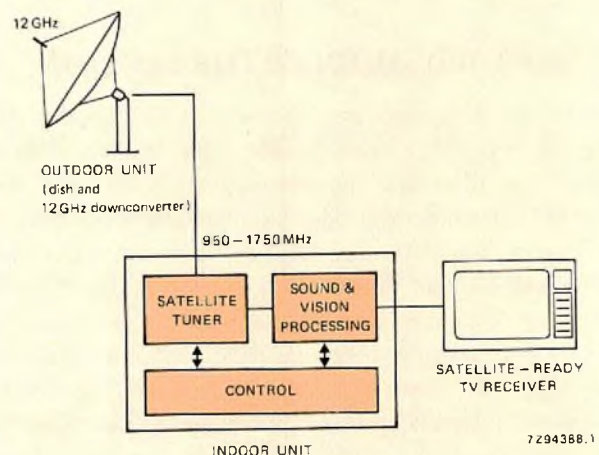 12 GHz
OUTDOOR UNIT
(dish and
12 GHz downconverter)
950 – 1750 MHz
SATELLITE
TUNER
SOUND &
VISION
PROCESSING
CONTROL
INDOOR UNIT
SATELLITE – READY
TV RECEIVER
7Z94388.1